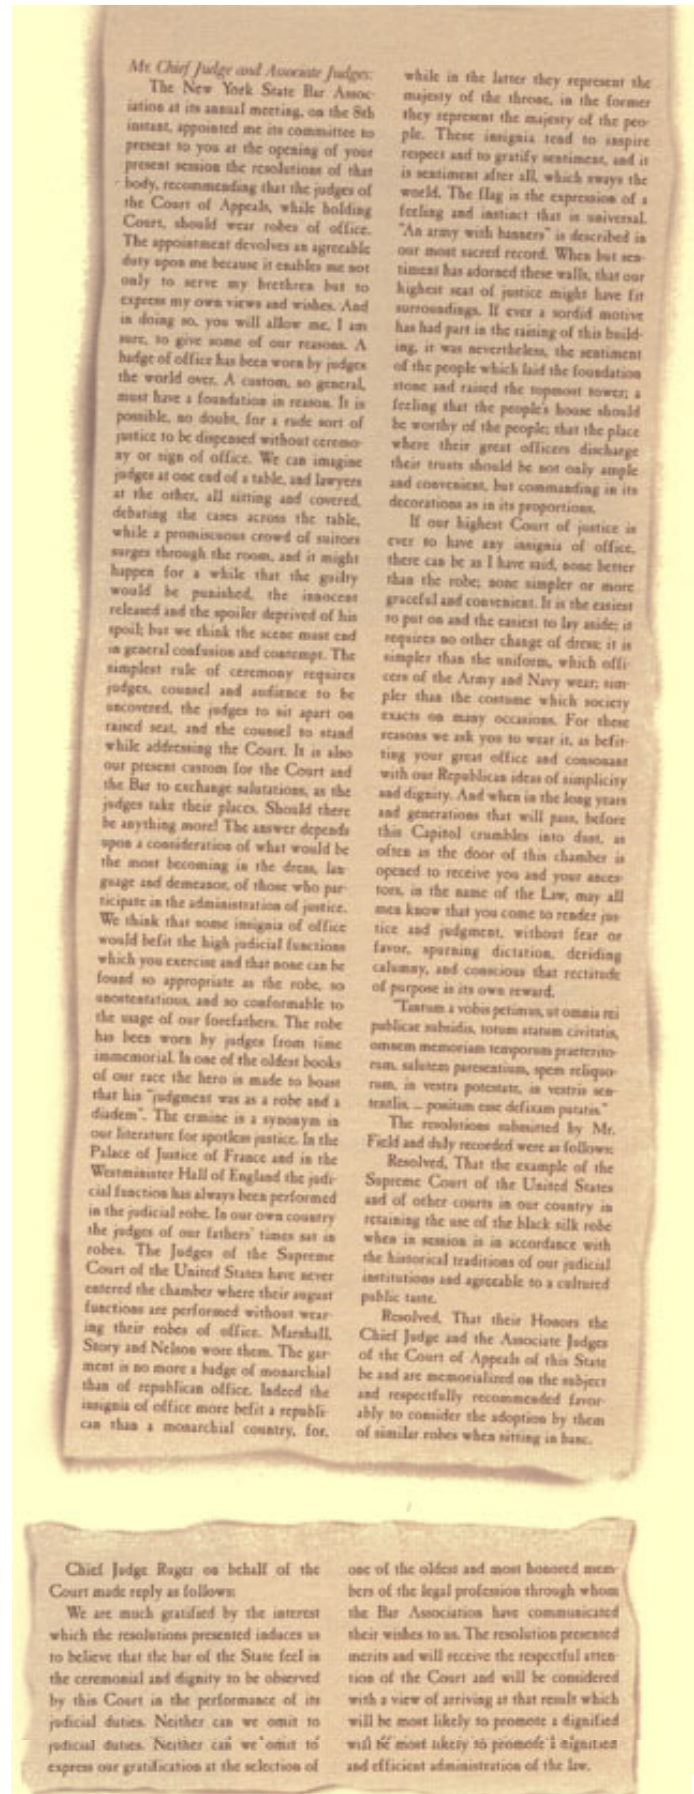 Mr. Chief Judge and Associate Judges:
The New York State Bar Assoc-
iation at its annual meeting, on the 8th
instant, appointed me its committee to
present to you at the opening of your
present session the resolutions of that
body, recommending that the judges of
the Court of Appeals, while holding
Court, should wear robes of office.
The appointment devolves an agreeable
duty upon me because it enables me not
only to serve my brethren but to
express my own views and wishes. And
in doing so, you will allow me, I am
sure, to give some of our reasons. A
badge of office has been worn by judges
the world over. A custom, so general,
must have a foundation in reason. It is
possible, no doubt, for a rude sort of
justice to be dispensed without ceremo-
ny or sign of office. We can imagine
judges at one end of a table, and lawyers
at the other, all sitting and covered,
debating the cases across the table,
while a promiscuous crowd of suitors
surges through the room, and it might
happen for a while that the guilty
would be punished, the innocent
released and the spoiler deprived of his
spoil; but we think the scene must end
in general confusion and contempt. The
simplest rule of ceremony requires
judges, counsel and audience to be
uncovered, the judges to sit apart on
raised seat, and the counsel to stand
while addressing the Court. It is also
our present custom for the Court and
the Bar to exchange salutations, as the
judges take their places. Should there
be anything more? The answer depends
upon a consideration of what would be
the most becoming in the dress, lan-
guage and demeanor, of those who par-
ticipate in the administration of justice.
We think that some insignia of office
would befit the high judicial functions
which you exercise and that none can be
found so appropriate as the robe, so
unostentatious, and so conformable to
the usage of our forefathers. The robe
has been worn by judges from time
immemorial. In one of the oldest books
of our race the hero is made to boast
that his "judgment was as a robe and a
diadem". The ermine is a synonym in
our literature for spotless justice. In the
Palace of Justice of France and in the
Westminister Hall of England the judi-
cial function has always been performed
in the judicial robe. In our own country
the judges of our fathers' times sat in
robes. The Judges of the Supreme
Court of the United States have never
entered the chamber where their august
functions are performed without wear-
ing their robes of office. Marshall,
Story and Nelson wore them. The gar-
ment is no more a badge of monarchial
than of republican office. Indeed the
insignia of office more befit a republi-
can than a monarchial country, for,
while in the latter they represent the
majesty of the throne, in the former
they represent the majesty of the peo-
ple. These insignia tend to inspire
respect and to gratify sentiment, and it
is sentiment after all, which sways the
world. The flag is the expression of a
feeling and instinct that is universal.
"An army with banners" is described in
our most sacred record. When but sen-
timent has adorned these walls, that our
highest seat of justice might have fit
surroundings. If ever a sordid motive
has had part in the raising of this build-
ing, it was nevertheless, the sentiment
of the people which laid the foundation
stone and raised the topmost tower; a
feeling that the people's house should
be worthy of the people; that the place
where their great officers discharge
their trusts should be not only ample
and convenient, but commanding in its
decorations as in its proportions.
If our highest Court of justice is
ever to have any insignia of office,
there can be as I have said, none better
than the robe; none simpler or more
graceful and convenient. It is the easiest
to put on and the easiest to lay aside; it
requires no other change of dress; it is
simpler than the uniform, which offi-
cers of the Army and Navy wear; sim-
pler than the costume which society
exacts on many occasions. For these
reasons we ask you to wear it, as befit-
ting your great office and consonant
with our Republican ideas of simplicity
and dignity. And when in the long years
and generations that will pass, before
this Capitol crumbles into dust, as
often as the door of this chamber is
opened to receive you and your ances-
tors, in the name of the Law, may all
men know that you come to render jus-
tice and judgment, without fear or
favor, spurning dictation, deriding
calumny, and conscious that rectitude
of purpose is its own reward.
"Tantum a vobis petimus, ut omnia rei
publicae subsidis, totum statum civitatis,
omnem memoriam temporum praeterito-
rum, salutem paresentium, spem reliquo-
rum, in vestra potestate, in vestris sen-
tentlis, ... positam esse defixam putatis."
The resolutions submitted by Mr.
Field and duly recorded were as follows:
Resolved, That the example of the
Supreme Court of the United States
and of other courts in our country in
retaining the use of the black silk robe
when in session is in accordance with
the historical traditions of our judicial
institutions and agreeable to a cultured
public taste.
Resolved, That their Honors the
Chief Judge and the Associate Judges
of the Court of Appeals of this State
be and are memorialized on the subject
and respectfully recommended favor-
ably to consider the adoption by them
of similar robes when sitting in banc.
Chief Judge Ruger on behalf of the
Court made reply as follows:
We are much gratified by the interest
which the resolutions presented induces us
to believe that the bar of the State feel in
the ceremonial and dignity to be observed
by this Court in the performance of its
judicial duties. Neither can we omit to
judicial duties. Neither can we omit to
express our gratification at the selection of
one of the oldest and most honored mem-
bers of the legal profession through whom
the Bar Association have communicated
their wishes to us. The resolution presented
merits and will receive the respectful atten-
tion of the Court and will be considered
with a view of arriving at that result which
will be most likely to promote a dignified
will be most likely to promote a dignified
and efficient administration of the law.